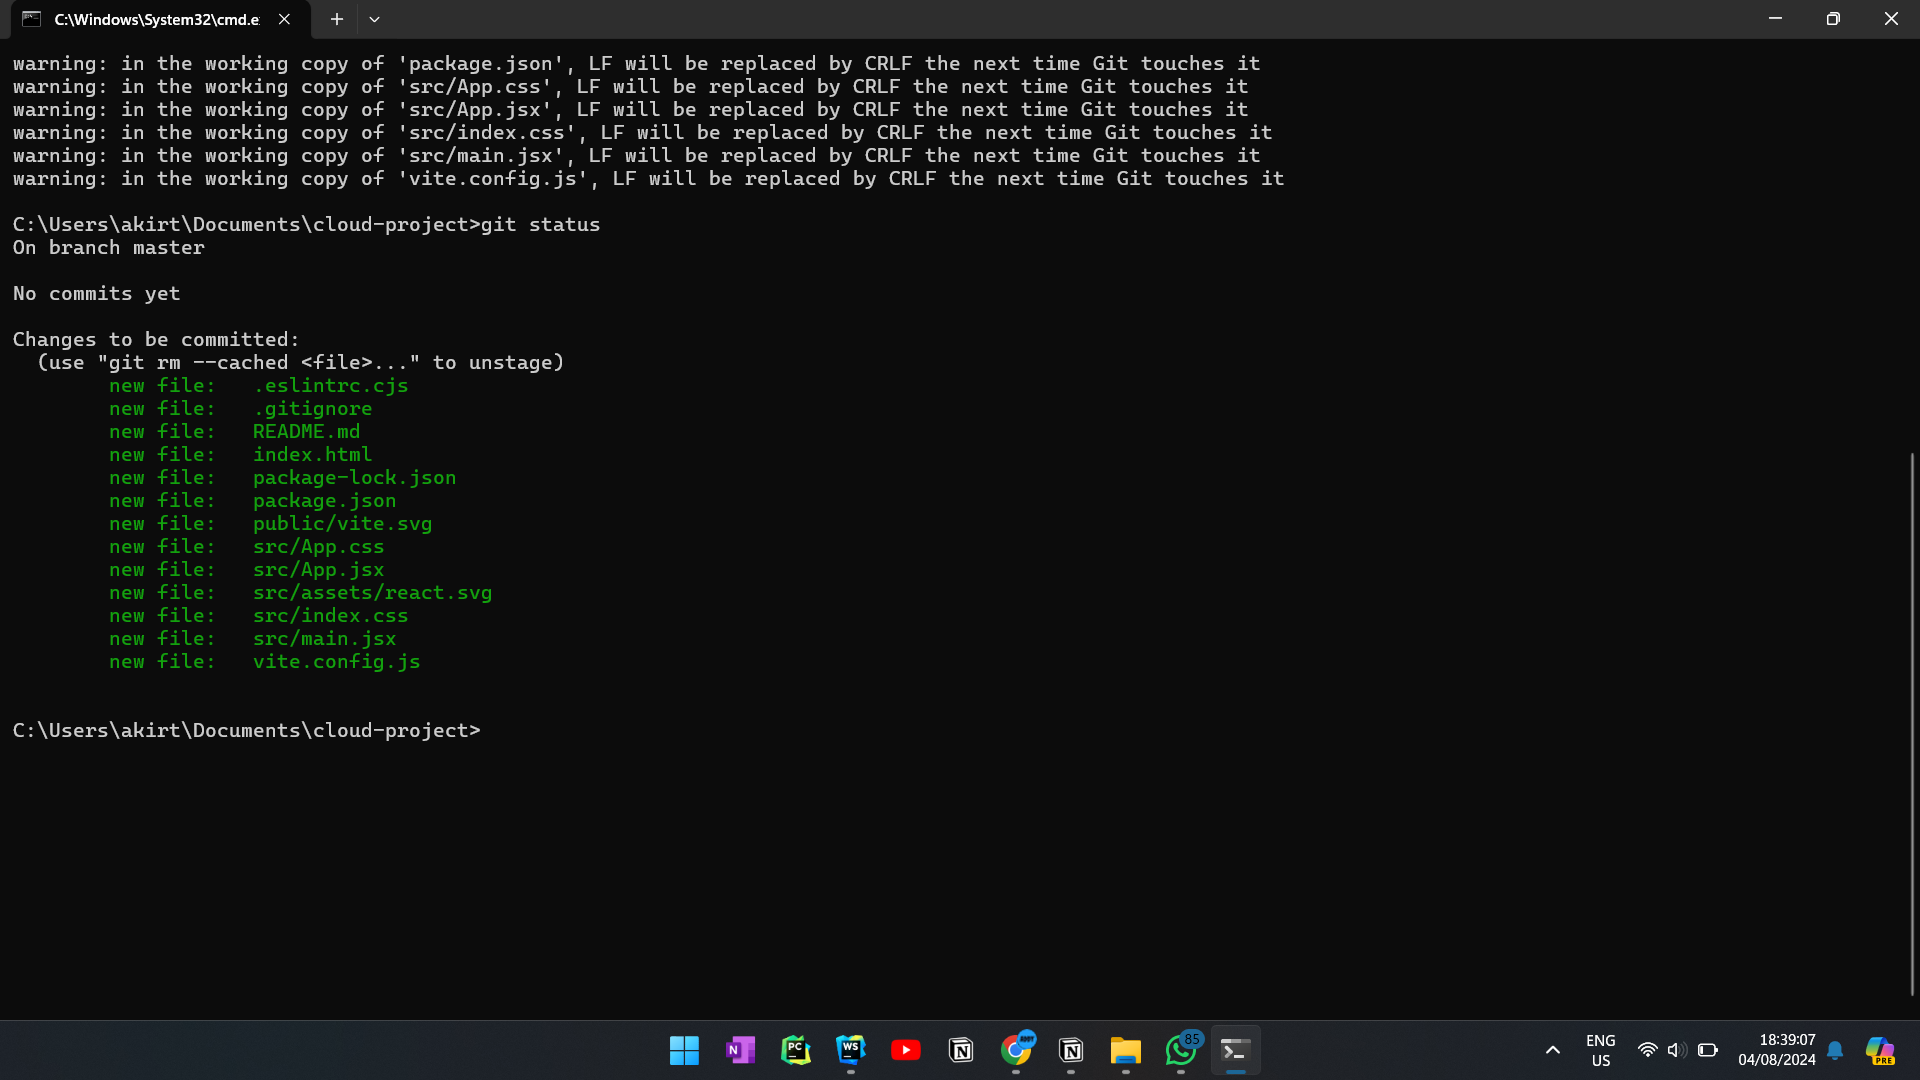 C:\Windows\System32\cmd.e
warning: in the working copy of 'package.json', LF will be replaced by CRLF the next time Git touches it
warning: in the working copy of 'src/App.css', LF will be replaced by CRLF the next time Git touches it
warning: in the working copy of 'src/App.jsx', LF will be replaced by CRLF the next time Git touches it
warning: in the working copy of 'src/index.css', LF will be replaced by CRLF the next time Git touches it
warning: in the working copy of 'src/main.jsx', LF will be replaced by CRLF the next time Git touches it
warning: in the working copy of 'vite.config.js', LF will be replaced by CRLF the next time Git touches it
C:\Users\akirt\Documents\cloud-project>git status
On branch master
No commits yet
Changes to be committed:
(use "git rm --cached <file>..." to unstage)
new file:   .eslintrc.cjs
new file:   .gitignore
new file:   README.md
new file:   index.html
new file:   package-lock.json
new file:   package.json
new file:   public/vite.svg
new file:   src/App.css
new file:   src/App.jsx
new file:   src/assets/react.svg
new file:   src/index.css
new file:   src/main.jsx
new file:   vite.config.js
C:\Users\akirt\Documents\cloud-project>
N
PC
WS
N
N
85
ENG
US
18:39:07
04/08/2024
PRE